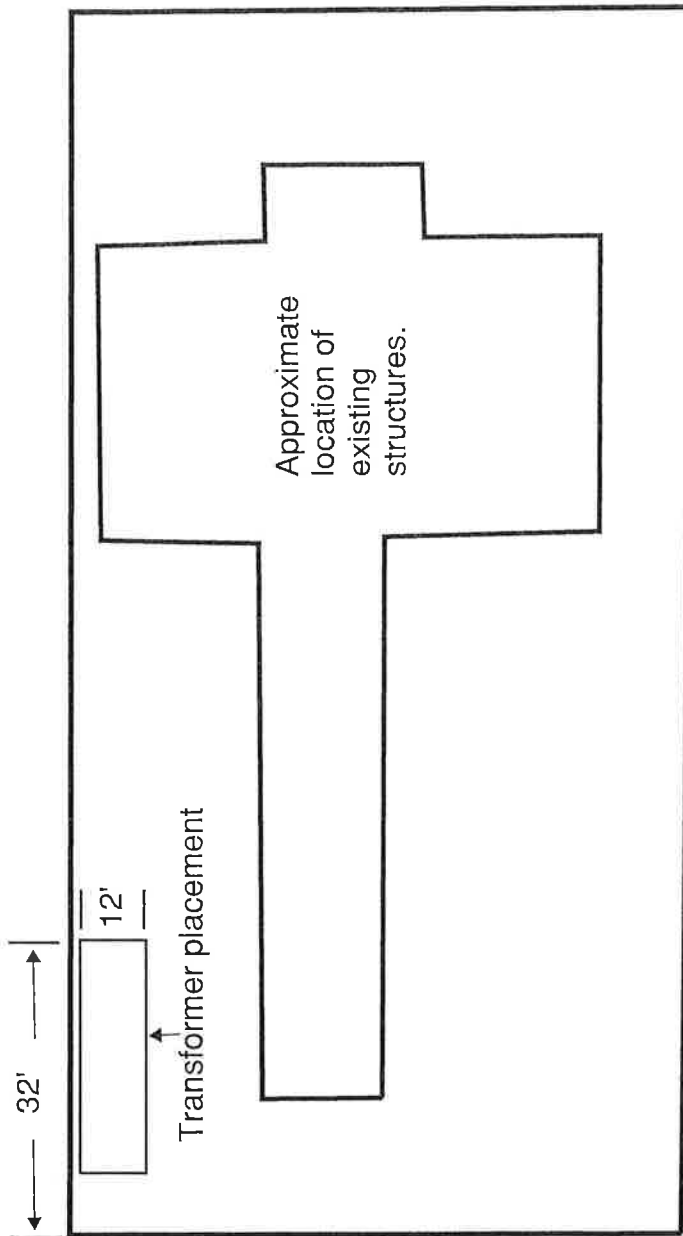 32'
12'
Transformer placement
Approximate
location of
existing
structures.